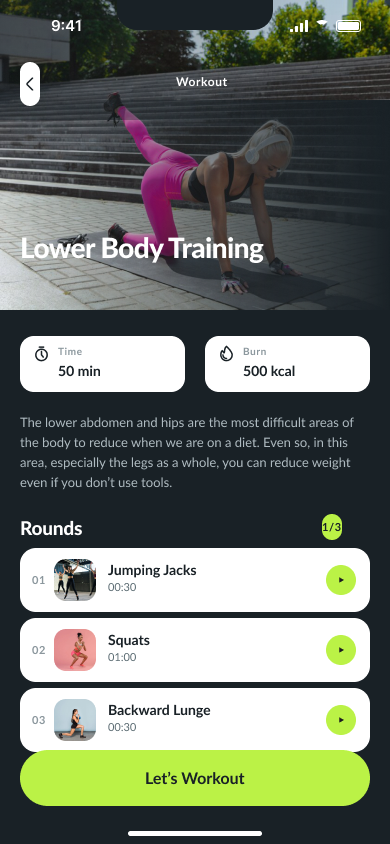 9:41
Workout
Lower Body Training
Time
50 min
Burn
500 kcal
The lower abdomen and hips are the most difficult areas of
the body to reduce when we are on a diet. Even so, in this
area, especially the legs as a whole, you can reduce weight
even if you don’t use tools.
Rounds
1/3
01
Jumping Jacks
00:30
02
Squats
01:00
03
Backward Lunge
00:30
Let’s Workout